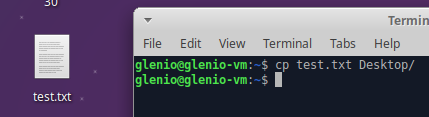 30
test.txt
Termin
File Edit View Terminal Tabs Help
glenio@glenio-vm:~$ cp test.txt Desktop/
glenio@glenio-vm:~$